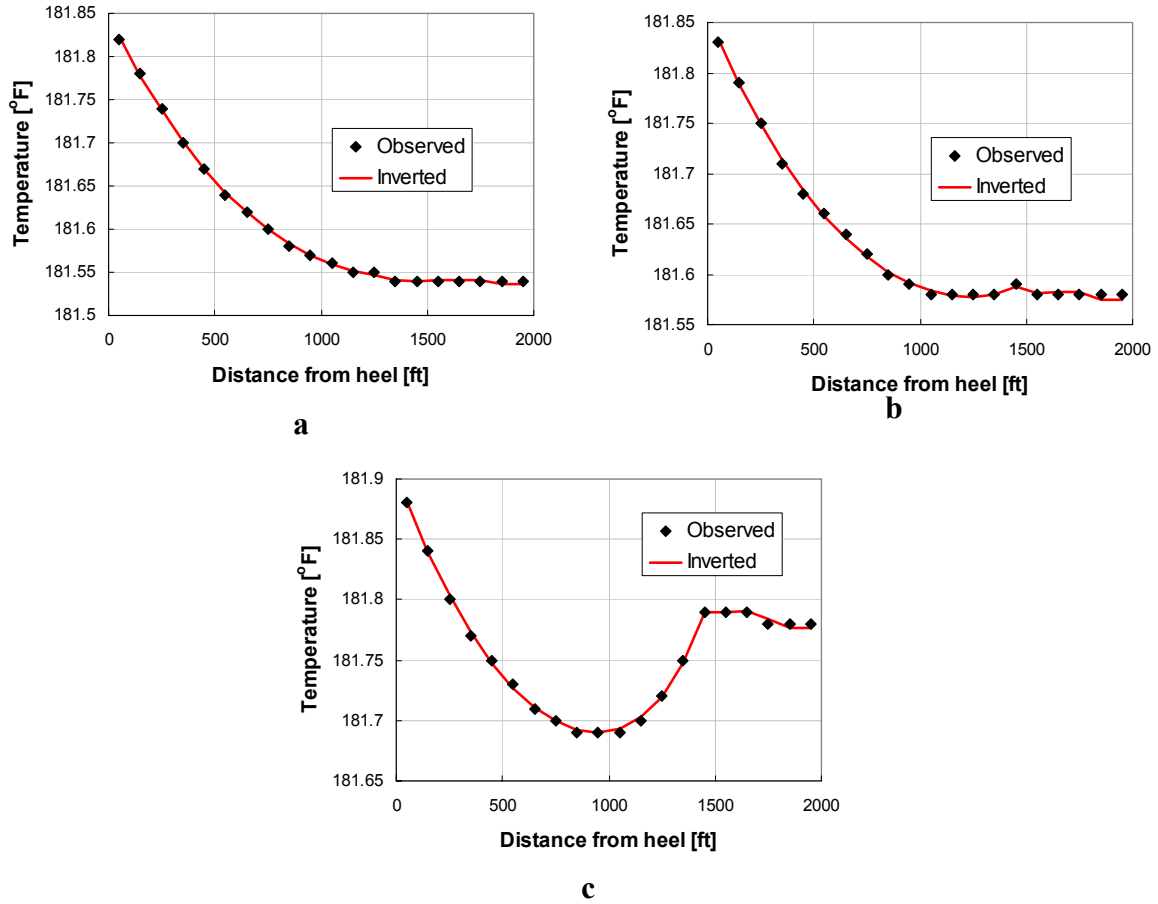 181.85
181.8
181.75
181.7
181.65
181.6
181.55
181.5
Temperature [°F]
Observed
Inverted
0 500 1000 1500 2000
Distance from heel [ft]
a
181.85
181.8
181.75
181.7
181.65
181.6
181.55
Temperature [°F]
Observed
Inverted
0 500 1000 1500 2000
Distance from heel [ft]
b
181.9
181.85
181.8
181.75
181.7
181.65
Temperature [°F]
Observed
Inverted
0 500 1000 1500 2000
Distance from heel [ft]
c